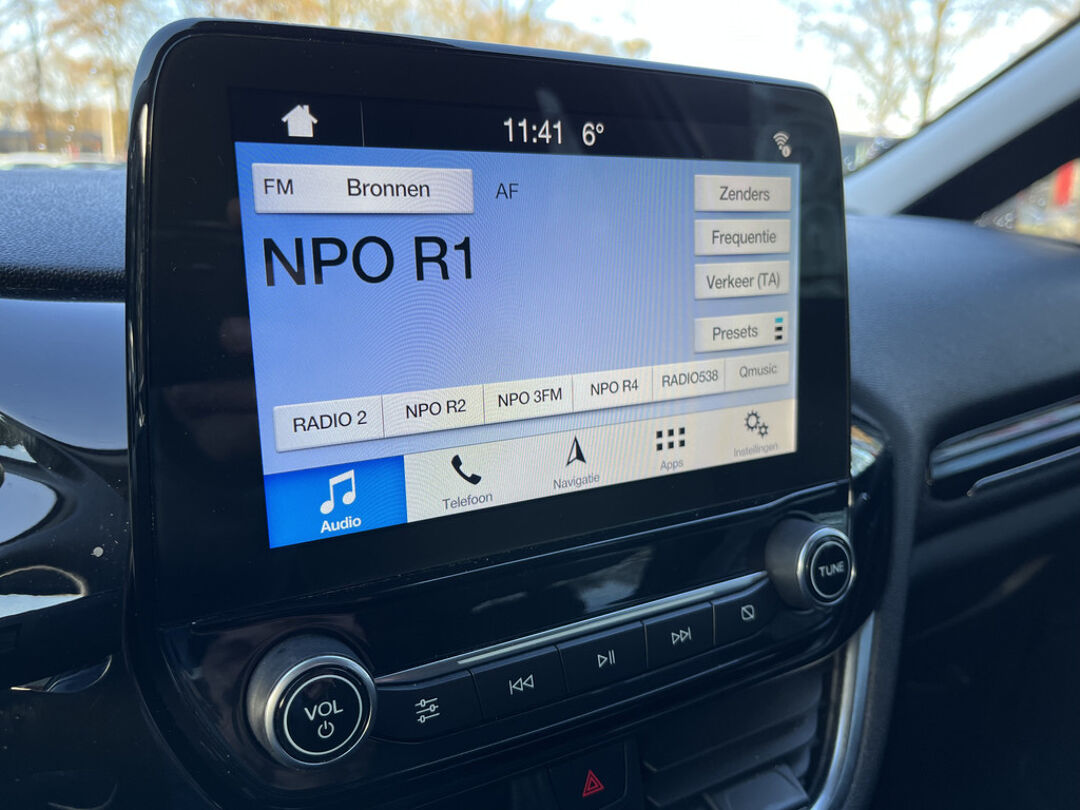 11:41 6°
FM Bronnen AF
Zenders
NPO R1
Frequentie
Verkeer (TA)
Presets
RADIO 2 NPO R2 NPO 3FM NPO R4 RADIO538 Qmusic
Audio Telefoon Navigatie Apps Instellingen
TUNE
VOL